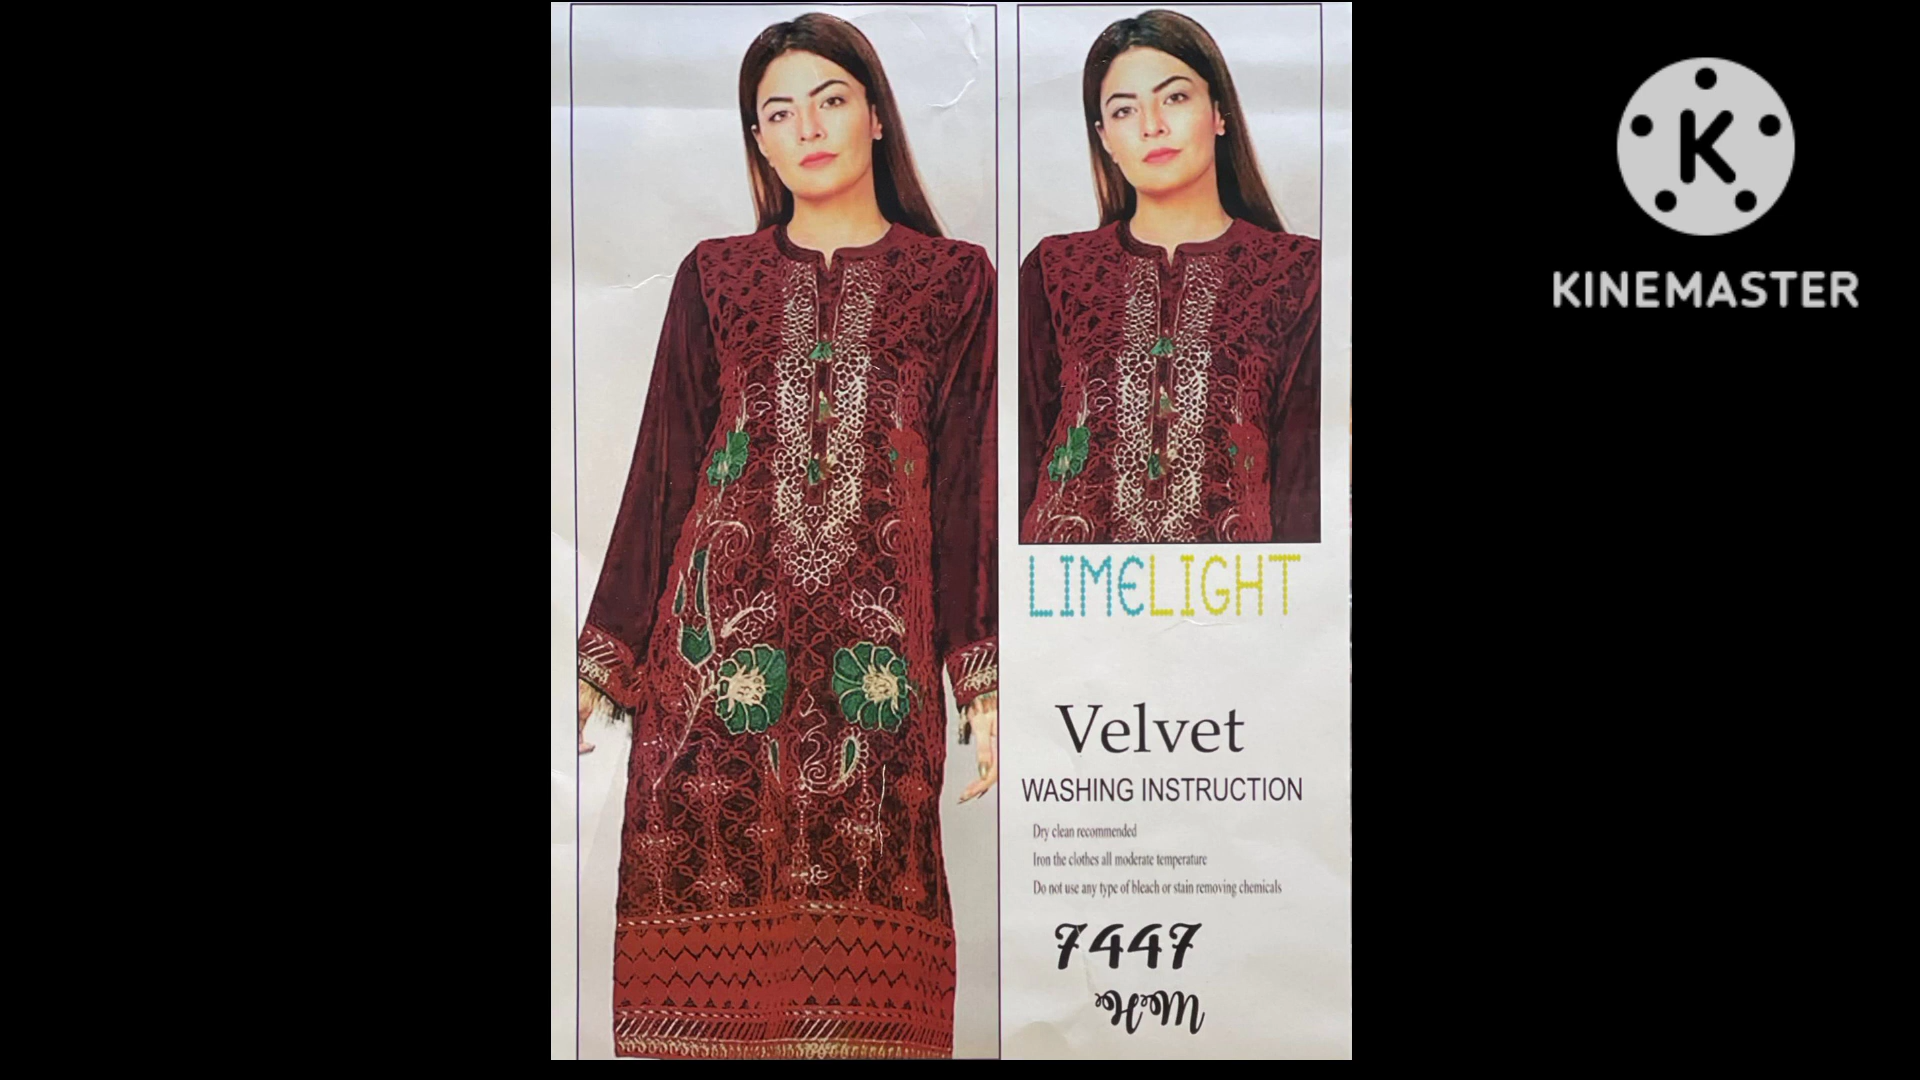 LIMELIGHT
Velvet
WASHING INSTRUCTION
Dry clean recommended
Iron the clothes all moderate temperature
Do not use any type of bleach or stain removing chemicals
7447
K
KINEMASTER